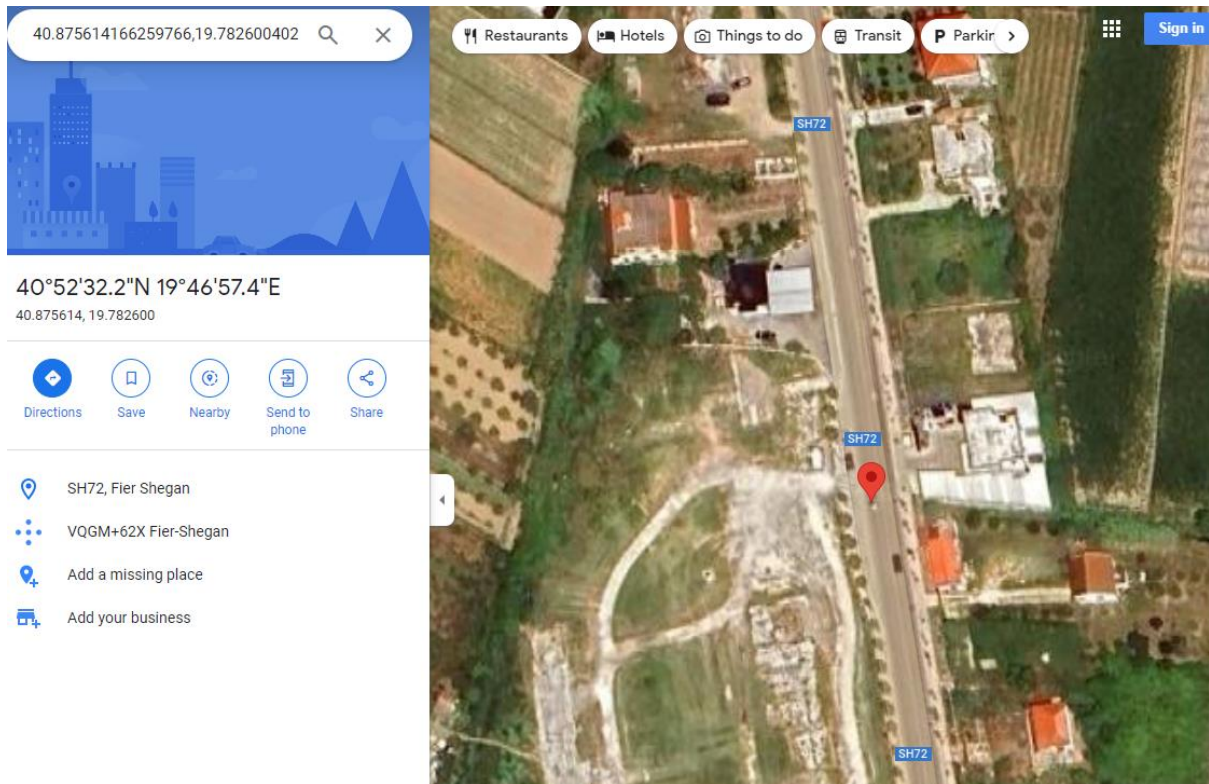 40.875614166259766,19.782600402
Restaurants
Hotels
Things to do
Transit
P Parkin
Sign in
SH72
40°52'32.2"N 19°46'57.4"E
40.875614, 19.782600
Directions
Save
Nearby
Send to
phone
Share
SH72
SH72, Fier Shegan
VQGM+62X Fier-Shegan
Add a missing place
Add your business
SH72